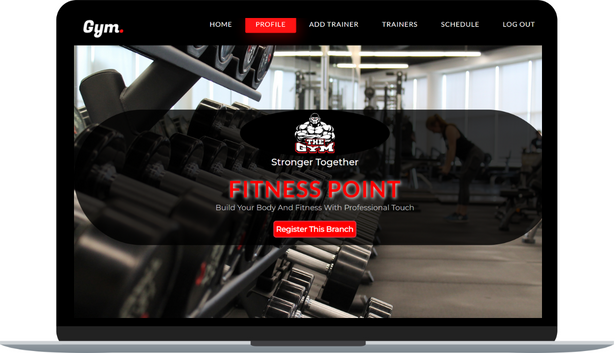 Gym.
HOME
PROFILE
ADD TRAINER
TRAINERS
SCHEDULE
LOG OUT
THE
GYM
Stronger Together
FITNESS POINT
Build Your Body And Fitness With Professional Touch
Register This Branch